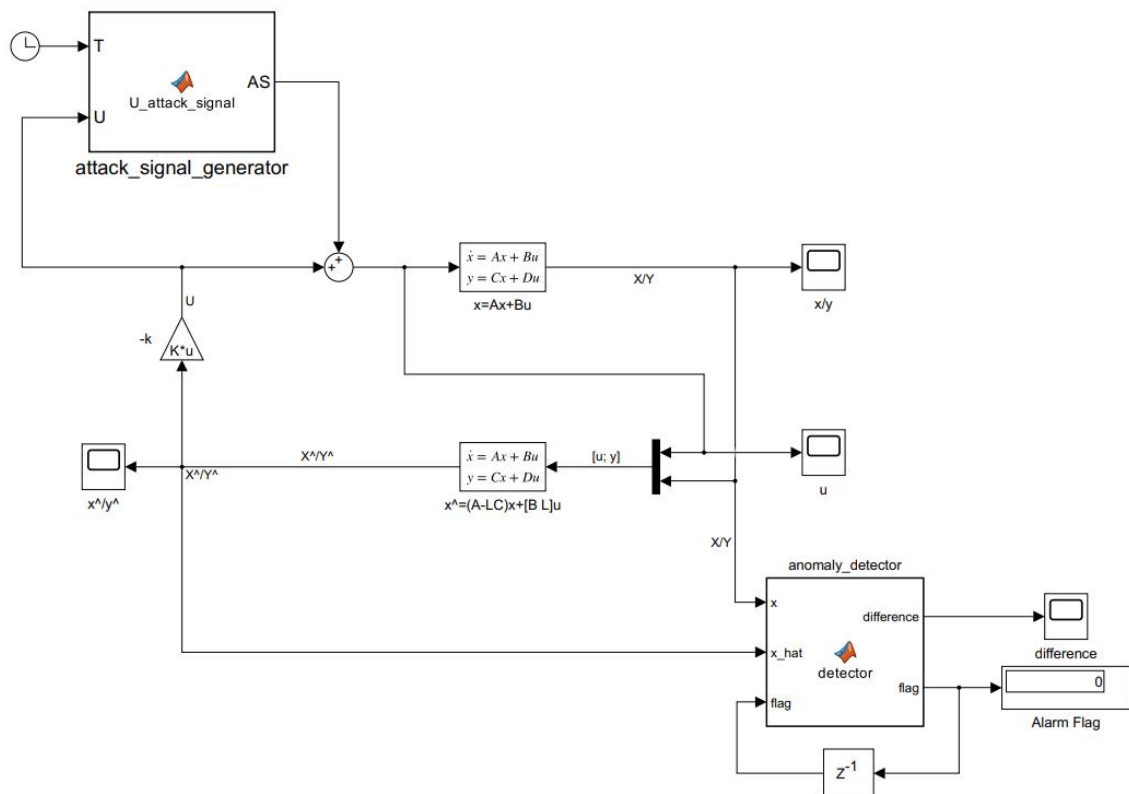 T
U
AS
U_attack_signal
attack_signal_generator
+
+
ẋ = Ax + Bu
y = Cx + Du
x=Ax+Bu
X/Y
x/y
U
-k
K*u
X^/Y^
x^/y^
X^/Y^
ẋ = Ax + Bu
y = Cx + Du
x^=(A-LC)x+[B L]u
[u; y]
u
X/Y
anomaly_detector
x
x_hat
flag
detector
difference
flag
difference
0
Alarm Flag
Z-1